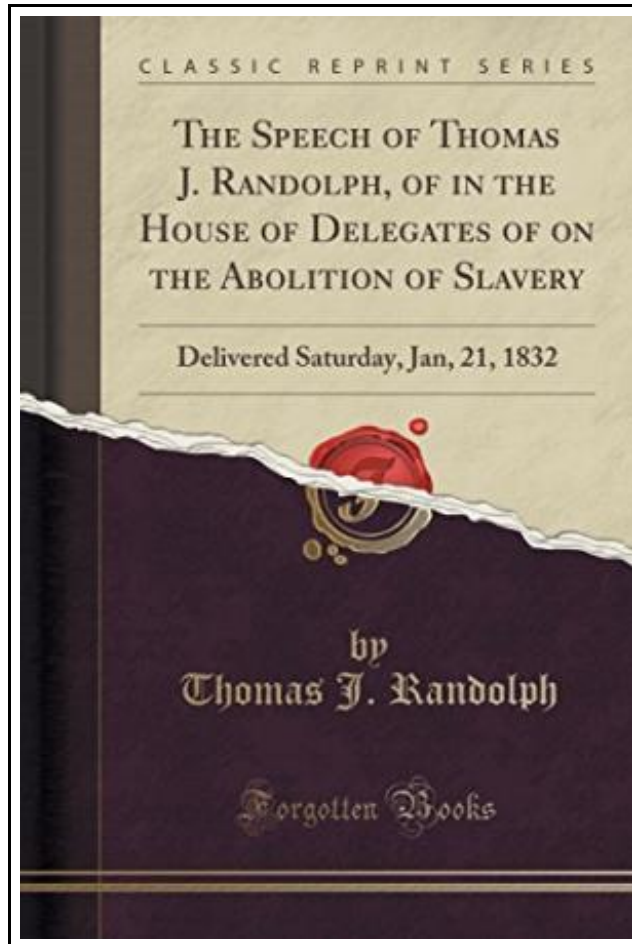 CLASSIC REPRINT SERIES
THE SPEECH OF THOMAS
J. RANDOLPH, OF IN THE
HOUSE OF DELEGATES OF ON
THE ABOLITION OF SLAVERY
Delivered Saturday, Jan, 21, 1832
by
Thomas J. Randolph
Forgotten Books